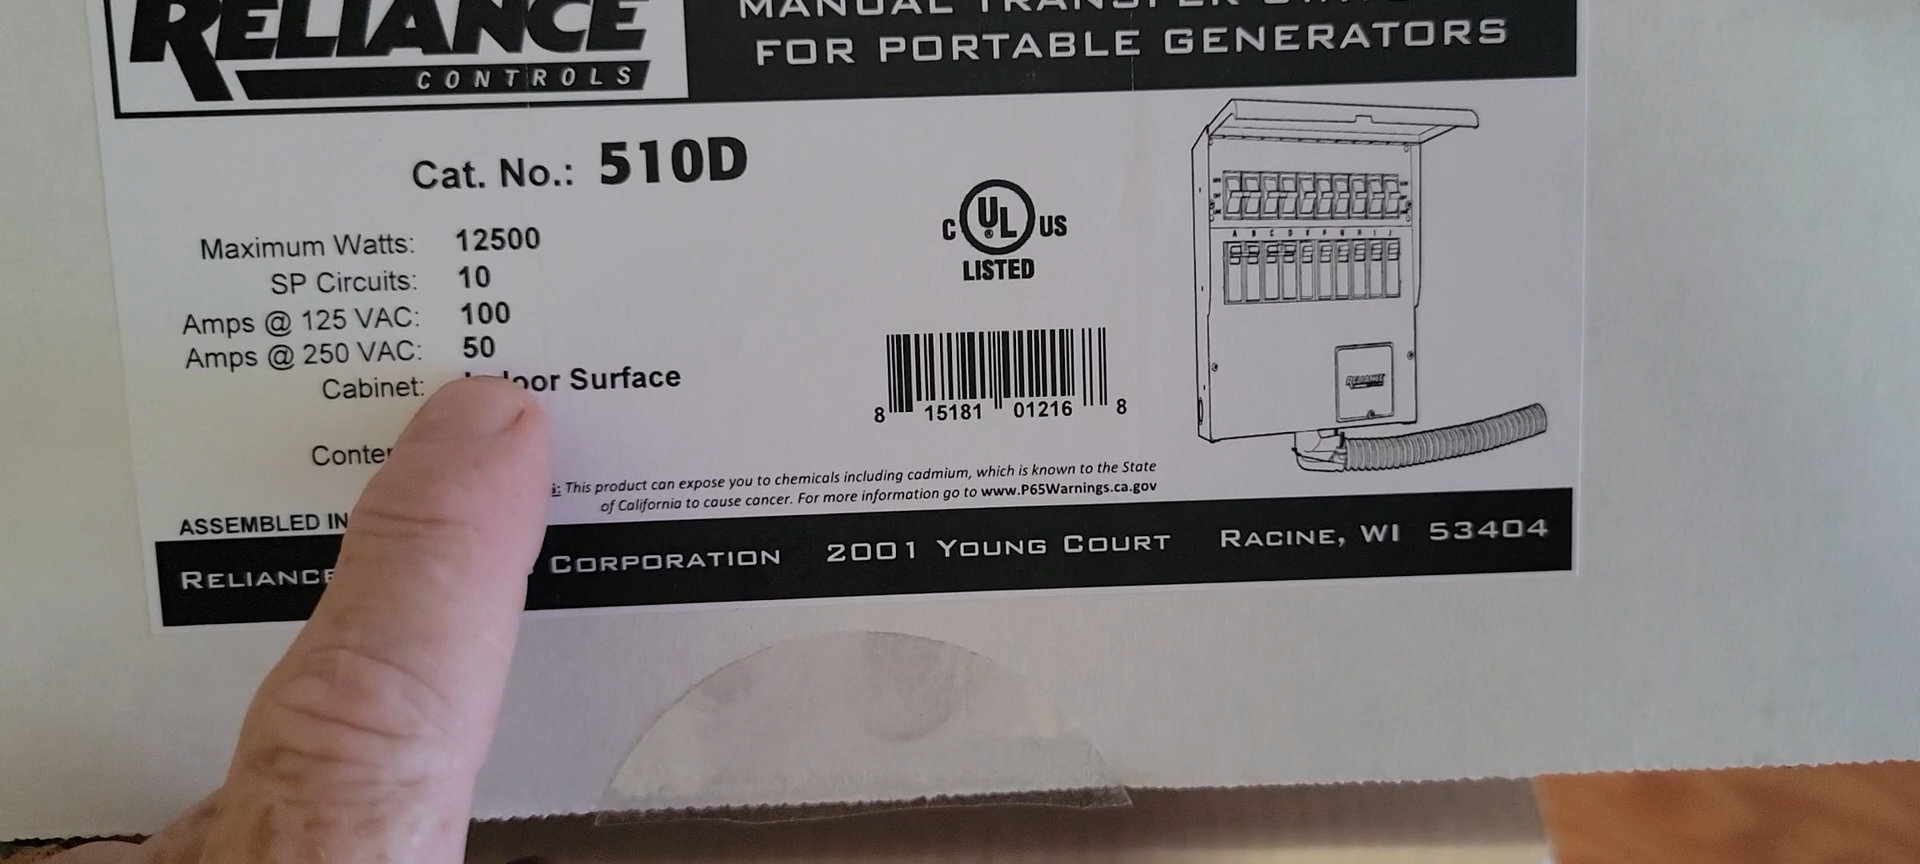 RELIANCE
CONTROLS
MANUAL TRANSFER
FOR PORTABLE GENERATORS
Cat. No.: 510D
Maximum Watts: 12500
SP Circuits: 10
Amps @ 125 VAC: 100
Amps @ 250 VAC: 50
Cabinet: Indoor Surface
C UL US
®
LISTED
8 15181 01216 8
A B C D E F G H I J
RELIANCE
This product can expose you to chemicals including cadmium, which is known to the State
of California to cause cancer. For more information go to www.P65Warnings.ca.gov
ASSEMBLED IN
RELIANCE CORPORATION 2001 YOUNG COURT RACINE, WI 53404